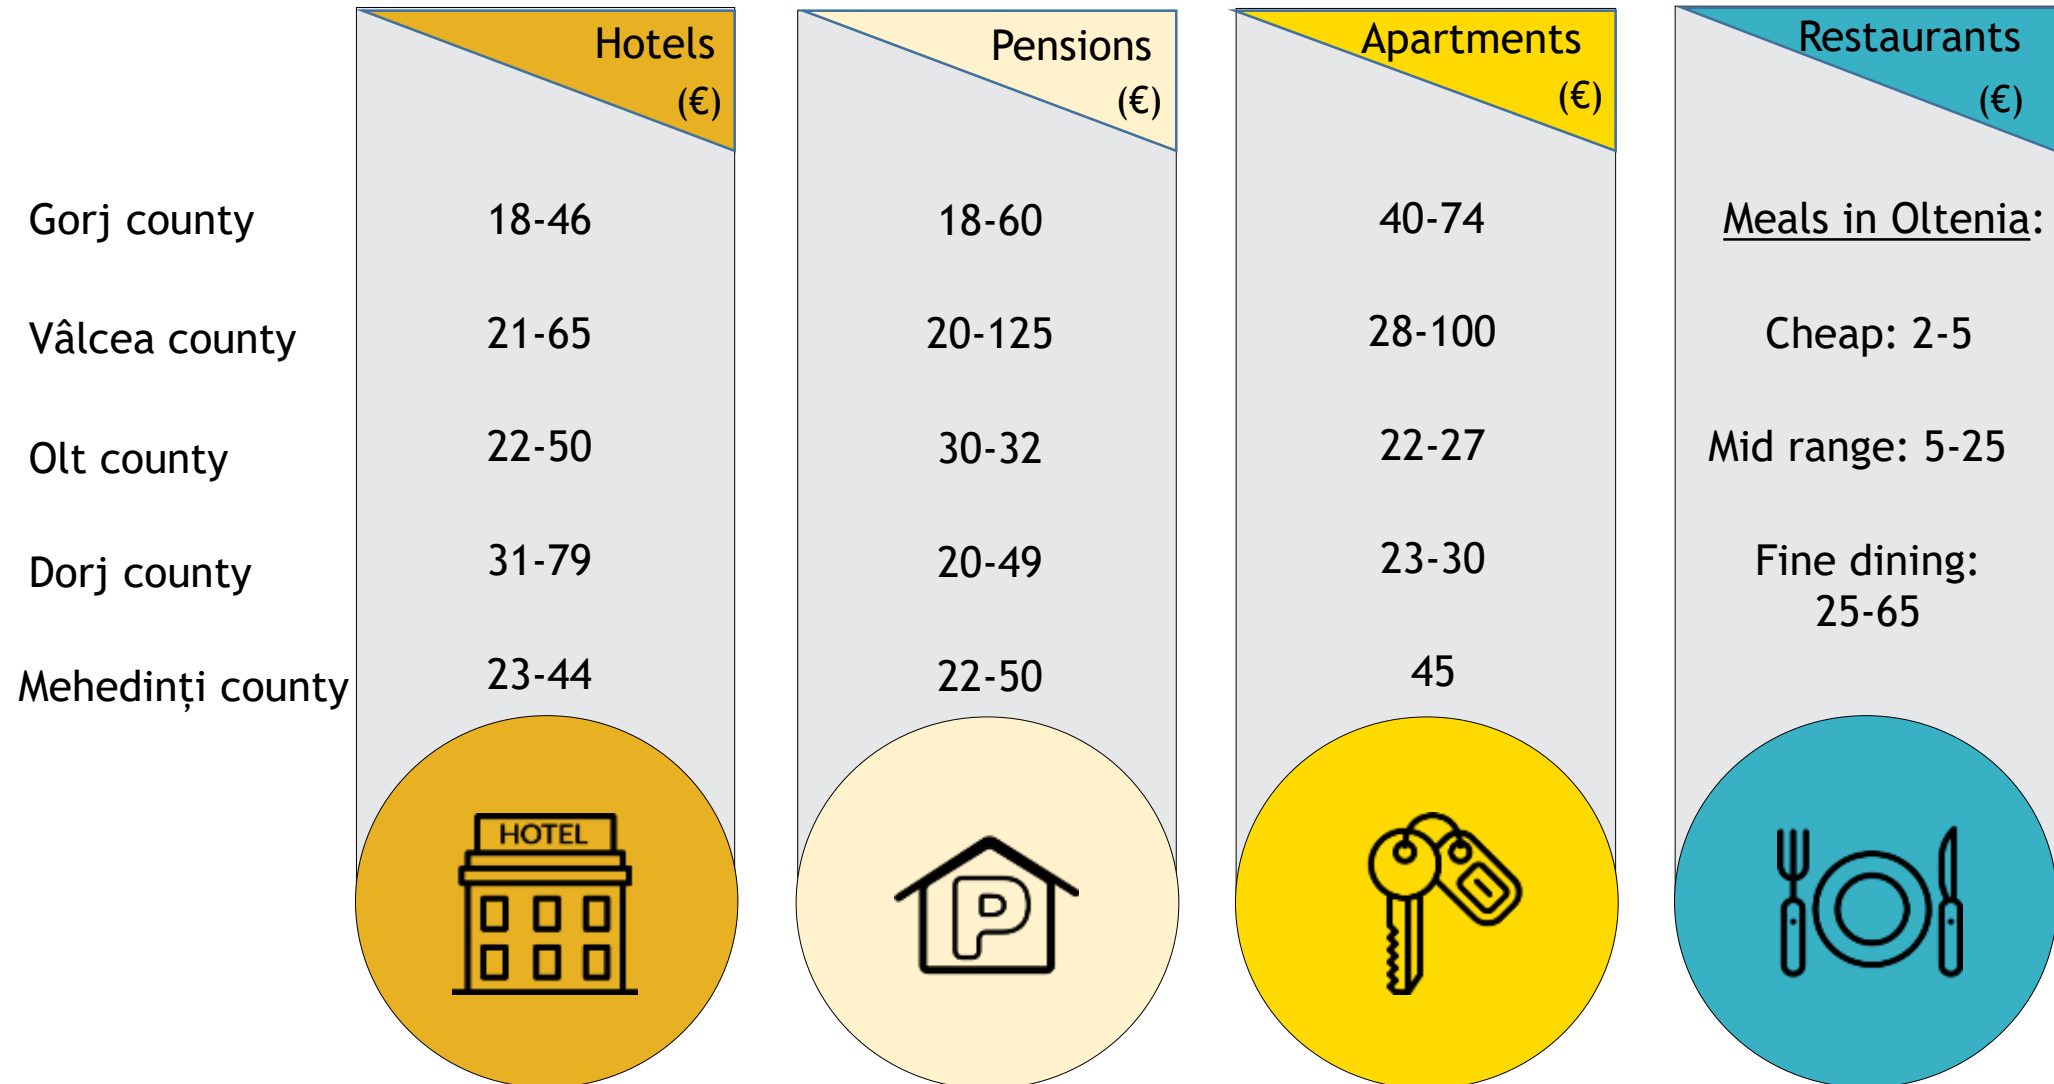 Hotels
(€)
Pensions
(€)
Apartments
(€)
Restaurants
(€)
Gorj county 18-46 18-60 40-74 Meals in Oltenia:
Vâlcea county 21-65 20-125 28-100 Cheap: 2-5
Olt county 22-50 30-32 22-27 Mid range: 5-25
Dorj county 31-79 20-49 23-30 Fine dining:
25-65
Mehedinți county 23-44 22-50 45
HOTEL
P